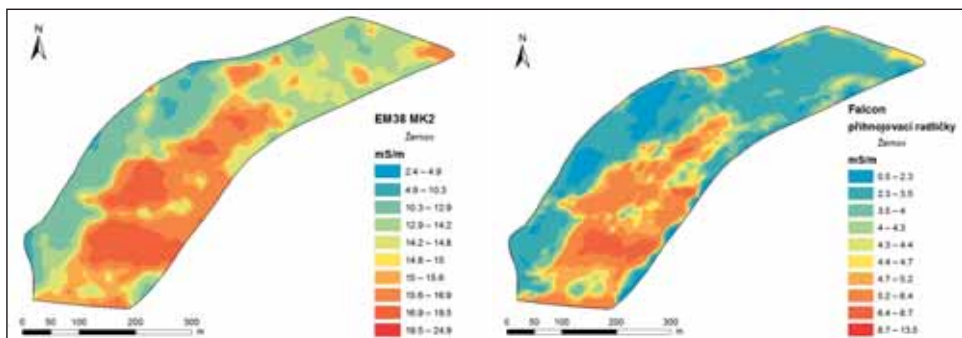 N
EM38 MK2
Žernov
mS/m
2.4 – 4.9
4.9 – 10.3
10.3 – 12.9
12.9 – 14.2
14.2 – 14.8
14.8 – 15
15 – 15.6
15.6 – 16.9
16.9 – 19.5
19.5 – 24.9
0 50 100 200 300
m
N
Falcon
přihnojovací radličky
Žernov
mS/m
0.5 – 2.3
2.3 – 3.5
3.5 – 4
4 – 4.3
4.3 – 4.4
4.4 – 4.7
4.7 – 5.2
5.2 – 6.4
6.4 – 8.7
8.7 – 13.5
0 50 100 200 300
m